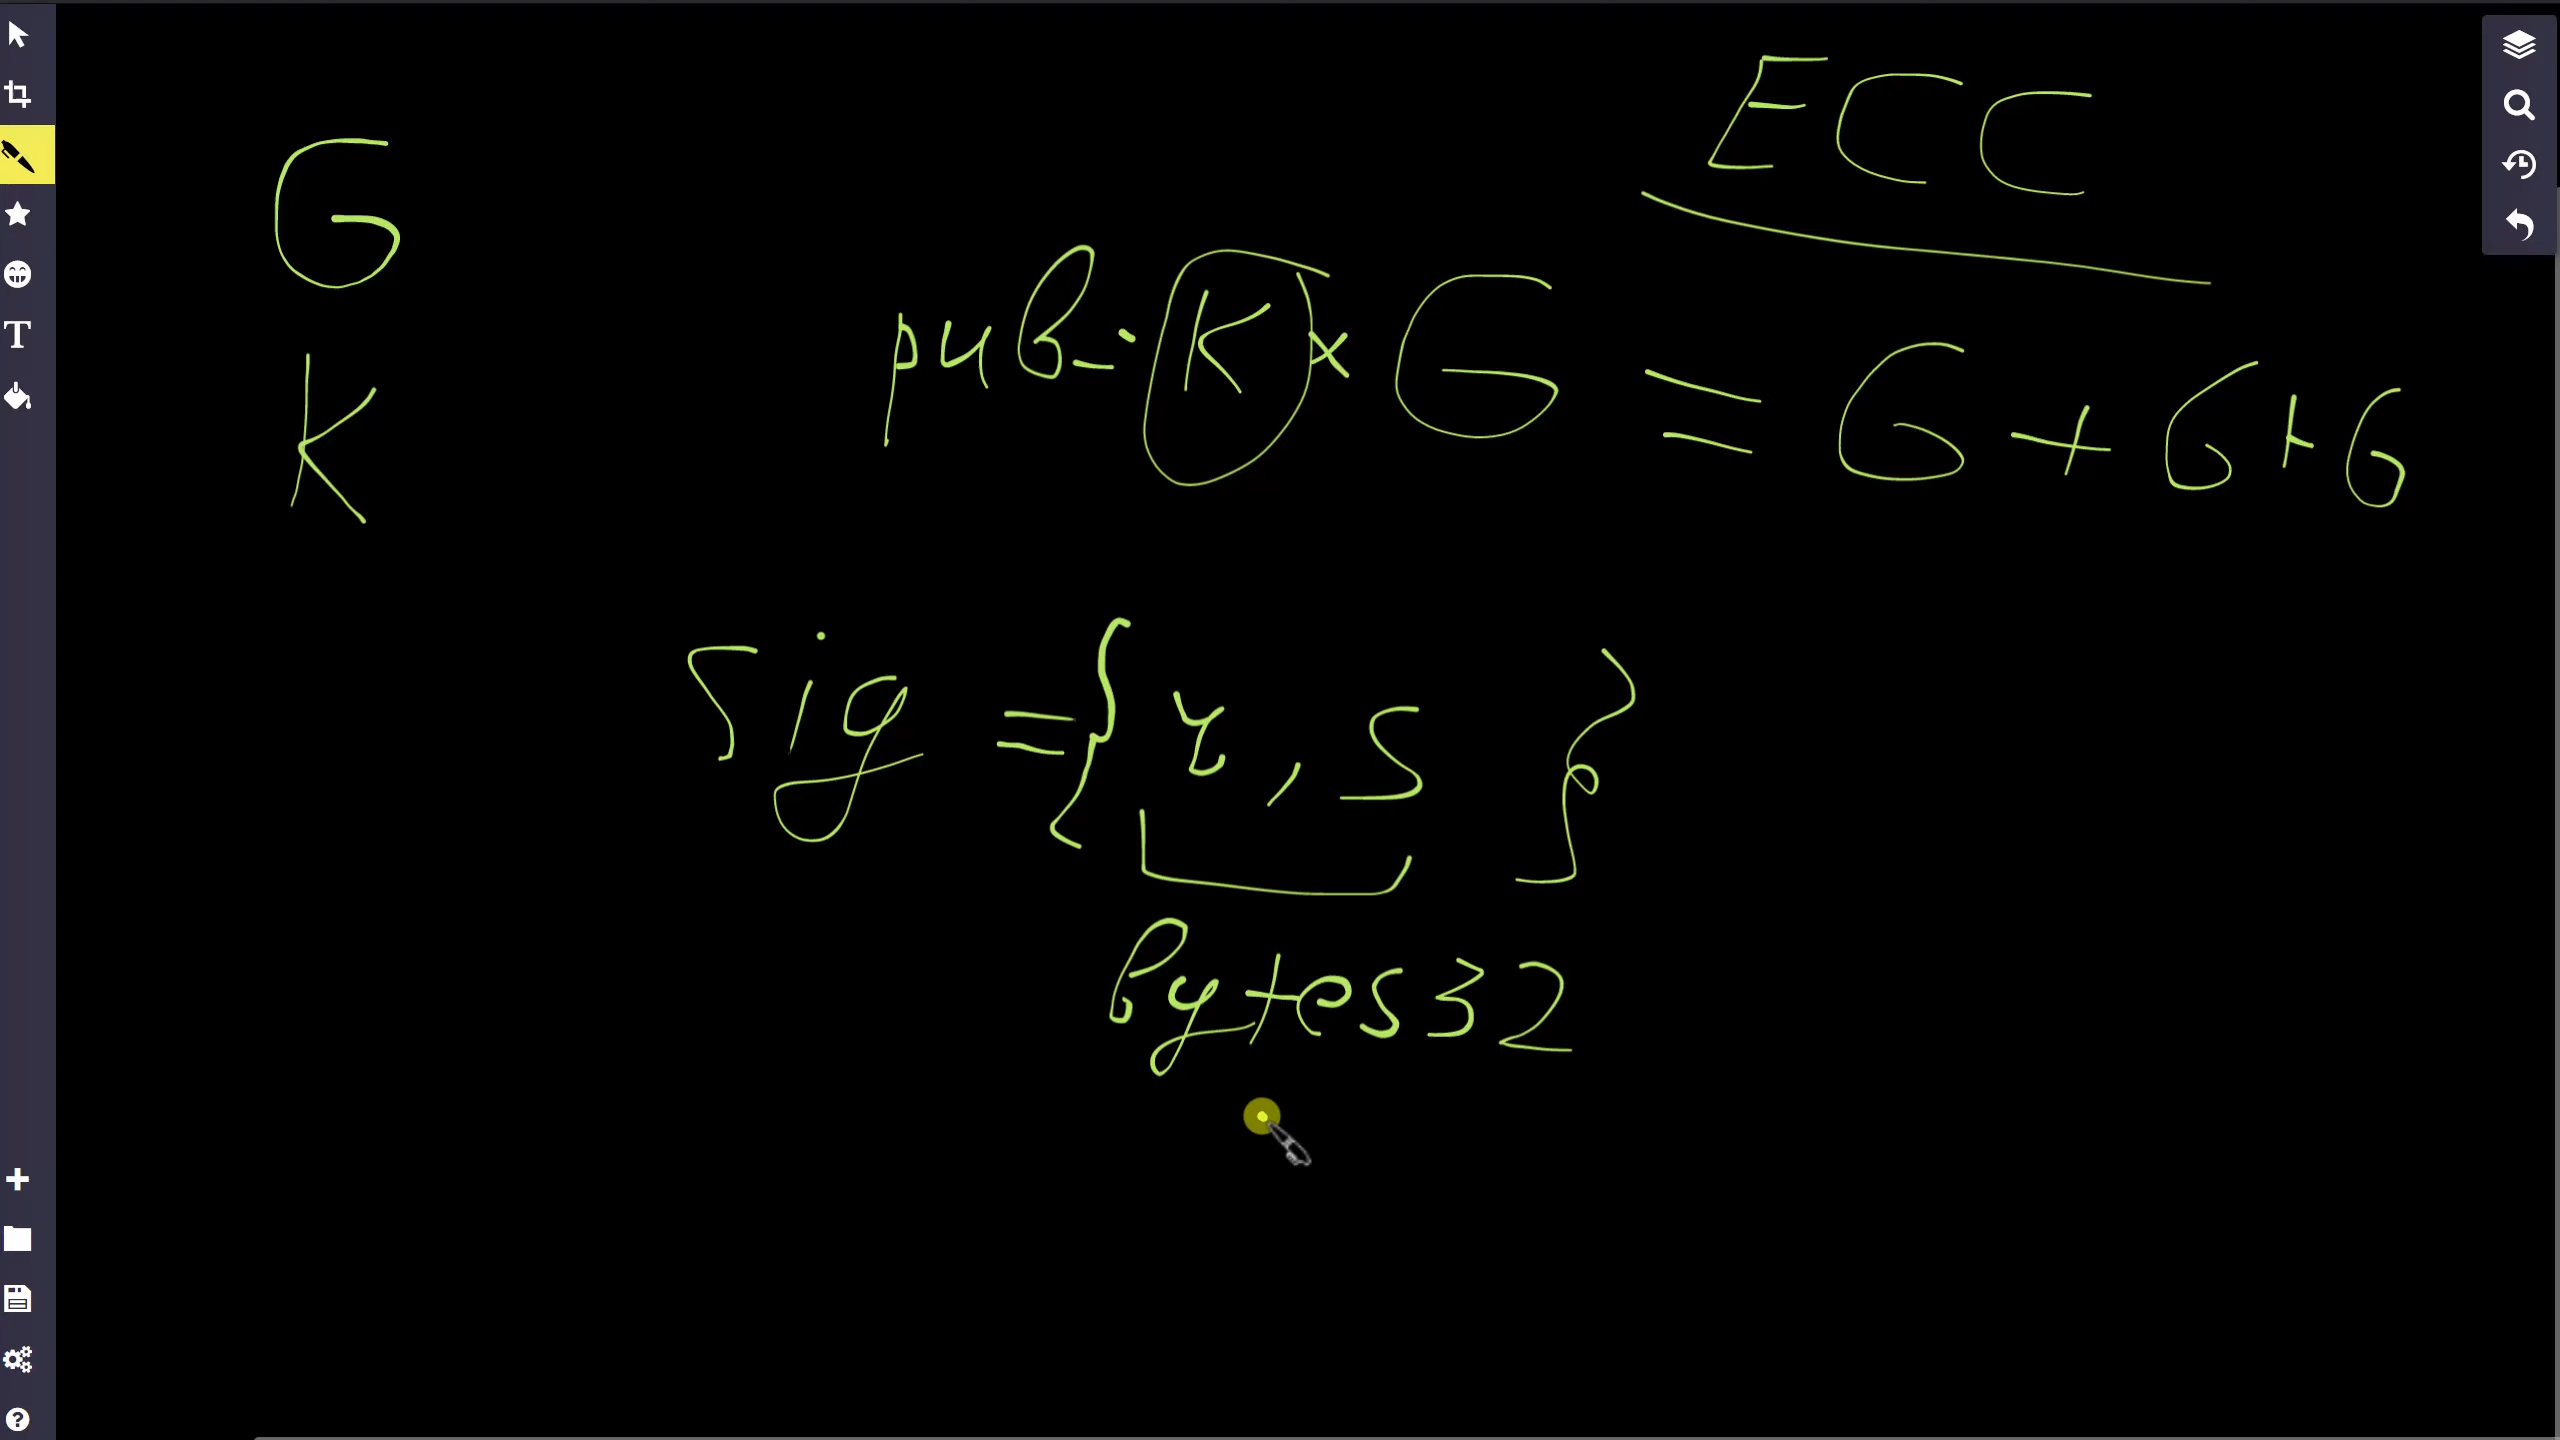 ECC
G
pub = K × G = G + G + G
K
Sig = { r, S }
bytes32